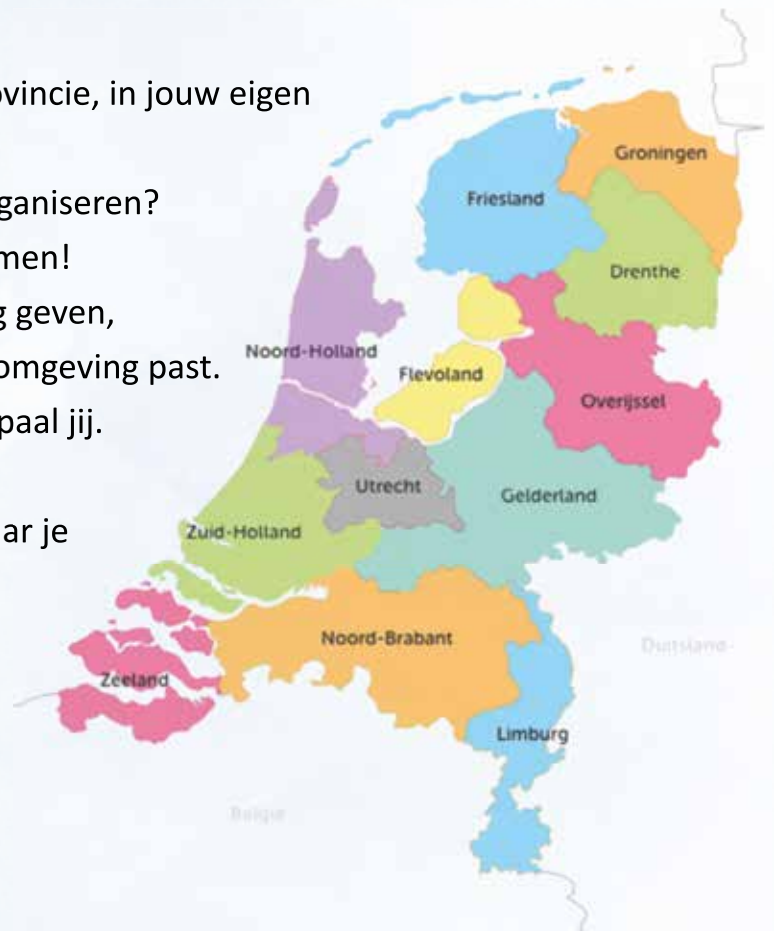 ovincie, in jouw eigen
ganiseren?
men!
g geven,
omgeving past.
paal jij.
ar je
Groningen
Friesland
Drenthe
Noord-Holland
Flevoland
Overijssel
Utrecht
Gelderland
Zuid-Holland
Noord-Brabant
Duitsland
Zeeland
Limburg
België